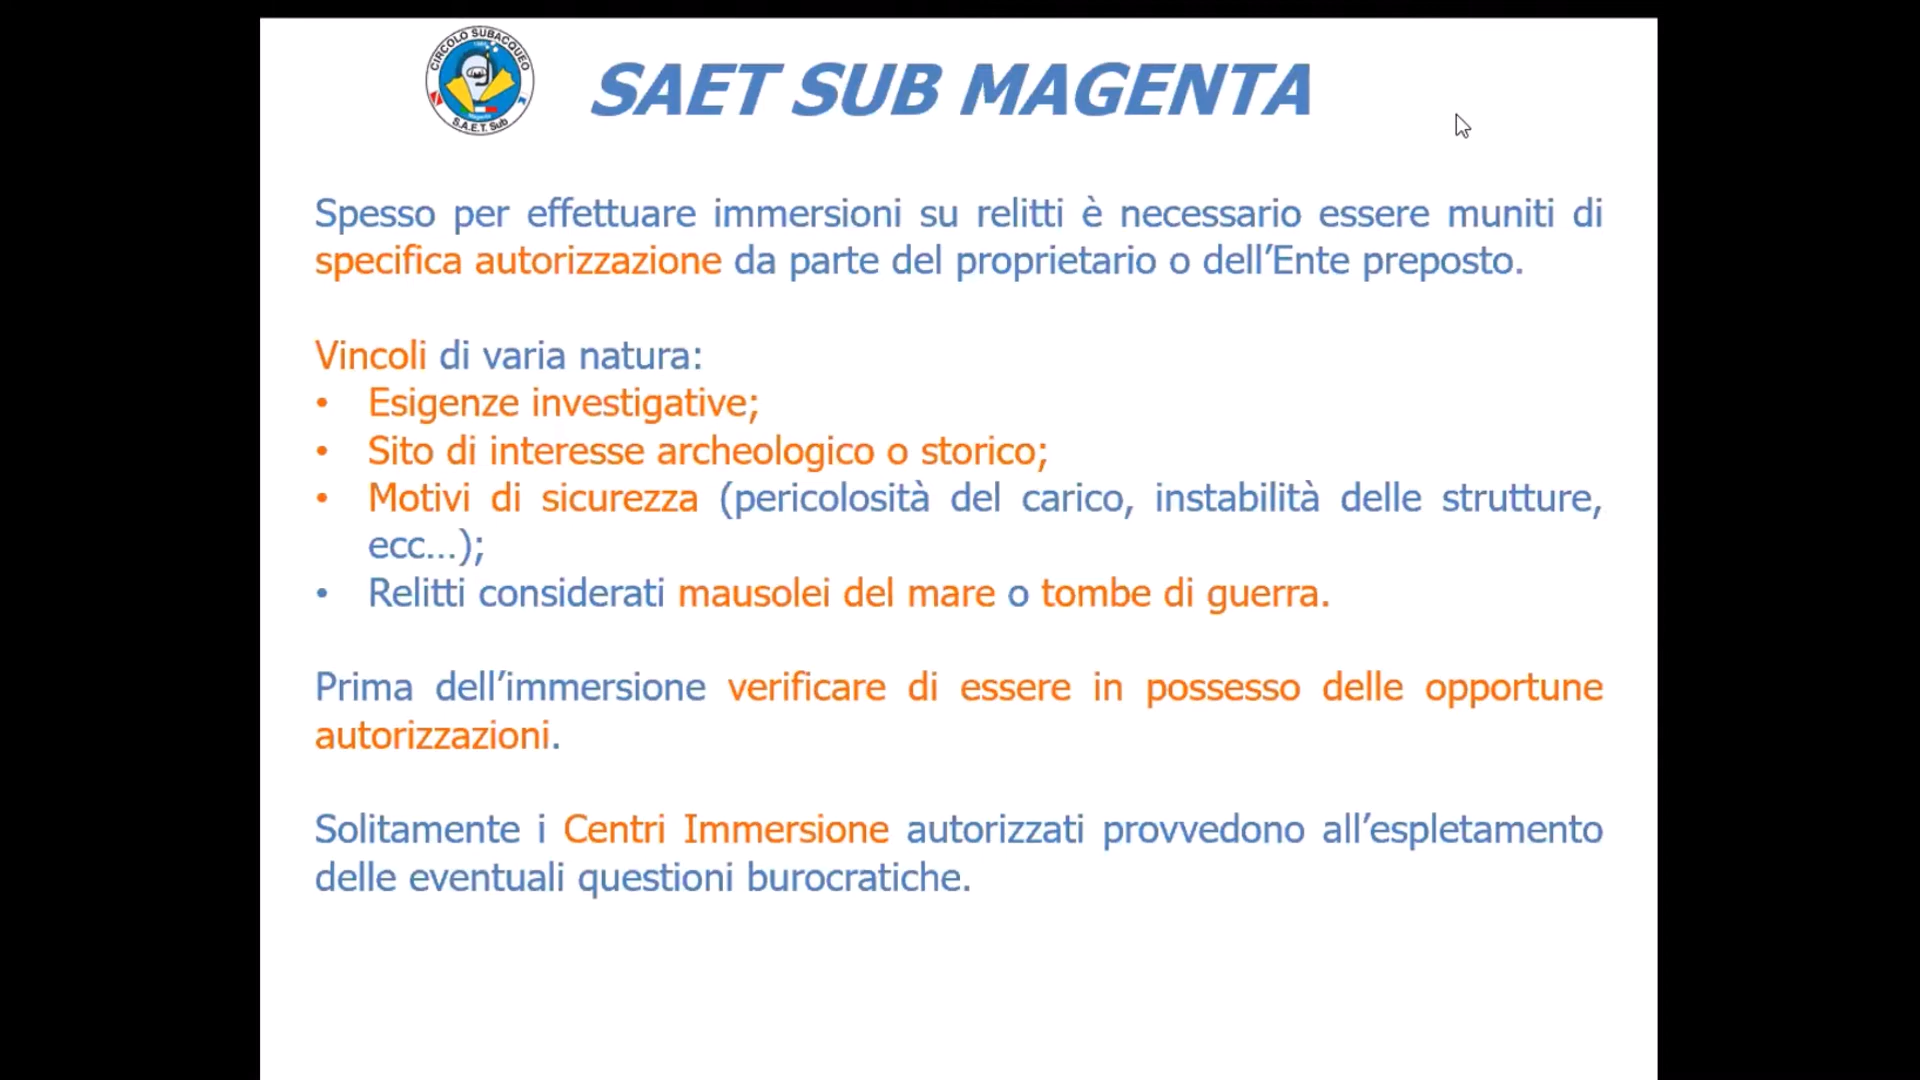 CIRCOLO SUBACQUEO
S.A.E.T. Sub
SAET SUB MAGENTA
Spesso per effettuare immersioni su relitti è necessario essere muniti di
specifica autorizzazione da parte del proprietario o dell’Ente preposto.
Vincoli di varia natura:
• Esigenze investigative;
• Sito di interesse archeologico o storico;
• Motivi di sicurezza (pericolosità del carico, instabilità delle strutture,
ecc…);
• Relitti considerati mausolei del mare o tombe di guerra.
Prima dell’immersione verificare di essere in possesso delle opportune
autorizzazioni.
Solitamente i Centri Immersione autorizzati provvedono all’espletamento
delle eventuali questioni burocratiche.